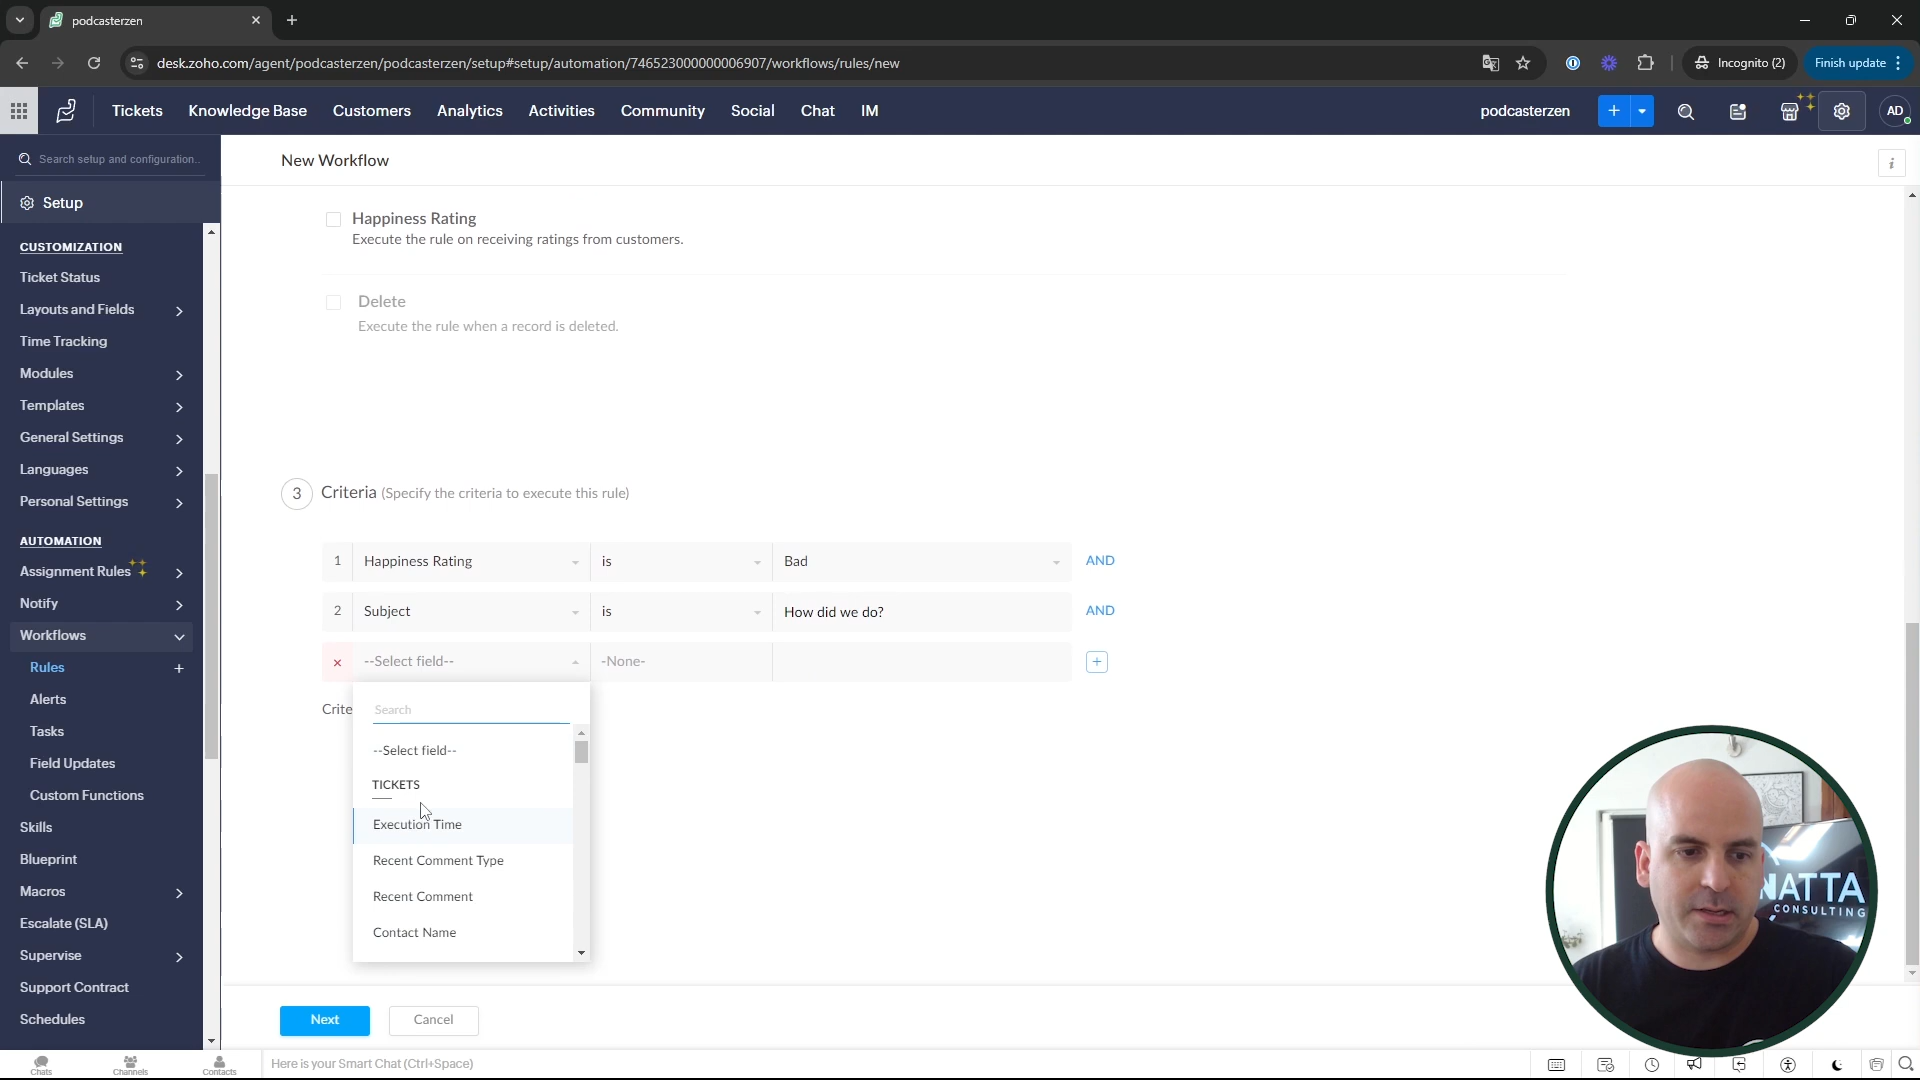 podcasterzen
desk.zoho.com/agent/podcasterzen/podcasterzen/setup#setup/automation/746523000000006907/workflows/rules/new
Incognito (2)
Finish update
Tickets
Knowledge Base
Customers
Analytics
Activities
Community
Social
Chat
IM
podcasterzen
AD
Search setup and configuration..
Setup
CUSTOMIZATION
Ticket Status
Layouts and Fields
Time Tracking
Modules
Templates
General Settings
Languages
Personal Settings
AUTOMATION
Assignment Rules
Notify
Workflows
Rules
Alerts
Tasks
Field Updates
Custom Functions
Skills
Blueprint
Macros
Escalate (SLA)
Supervise
Support Contract
Schedules
New Workflow
i
Happiness Rating
Execute the rule on receiving ratings from customers.
Delete
Execute the rule when a record is deleted.
3 Criteria (Specify the criteria to execute this rule)
1 Happiness Rating is Bad AND
2 Subject is How did we do? AND
--Select field-- -None-
Crite
Search
--Select field--
TICKETS
Execution Time
Recent Comment Type
Recent Comment
Contact Name
Next
Cancel
NATTA
CONSULTING
Chats
Channels
Contacts
Here is your Smart Chat (Ctrl+Space)